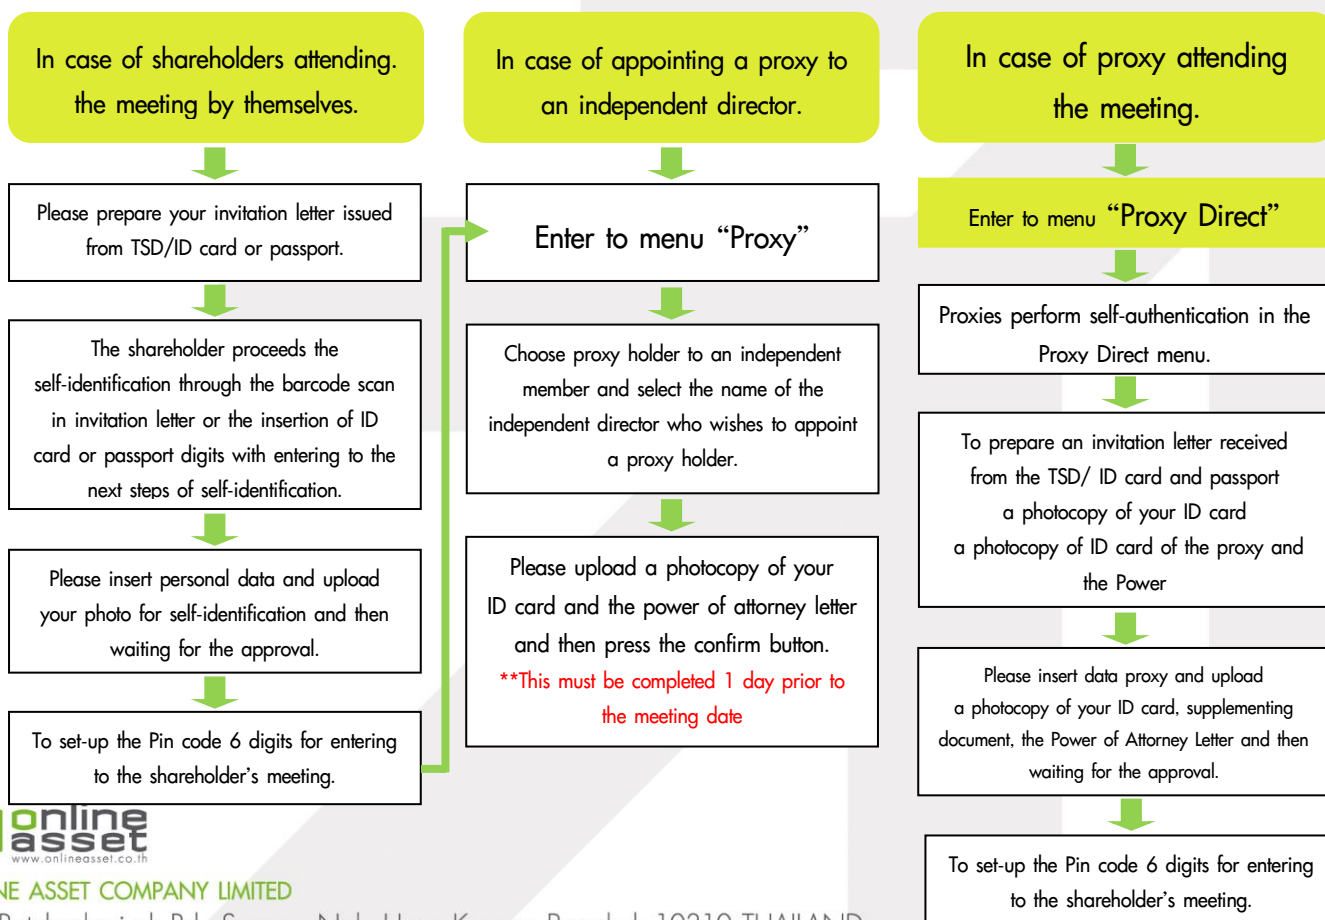 In case of shareholders attending.
the meeting by themselves.
Please prepare your invitation letter issued
from TSD/ID card or passport.
The shareholder proceeds the
self-identification through the barcode scan
in invitation letter or the insertion of ID
card or passport digits with entering to the
next steps of self-identification.
Please insert personal data and upload
your photo for self-identification and then
waiting for the approval.
To set-up the Pin code 6 digits for entering
to the shareholder's meeting.
In case of appointing a proxy to
an independent director.
Enter to menu “Proxy”
Choose proxy holder to an independent
member and select the name of the
independent director who wishes to appoint
a proxy holder.
Please upload a photocopy of your
ID card and the power of attorney letter
and then press the confirm button.
**This must be completed 1 day prior to
the meeting date
In case of proxy attending
the meeting.
Enter to menu “Proxy Direct”
Proxies perform self-authentication in the
Proxy Direct menu.
To prepare an invitation letter received
from the TSD/ ID card and passport
a photocopy of your ID card
a photocopy of ID card of the proxy and
the Power
Please insert data proxy and upload
a photocopy of your ID card, supplementing
document, the Power of Attorney Letter and then
waiting for the approval.
To set-up the Pin code 6 digits for entering
to the shareholder's meeting.
online
asset
www.onlineasset.co.th
NE ASSET COMPANY LIMITED
10310 THAILAND